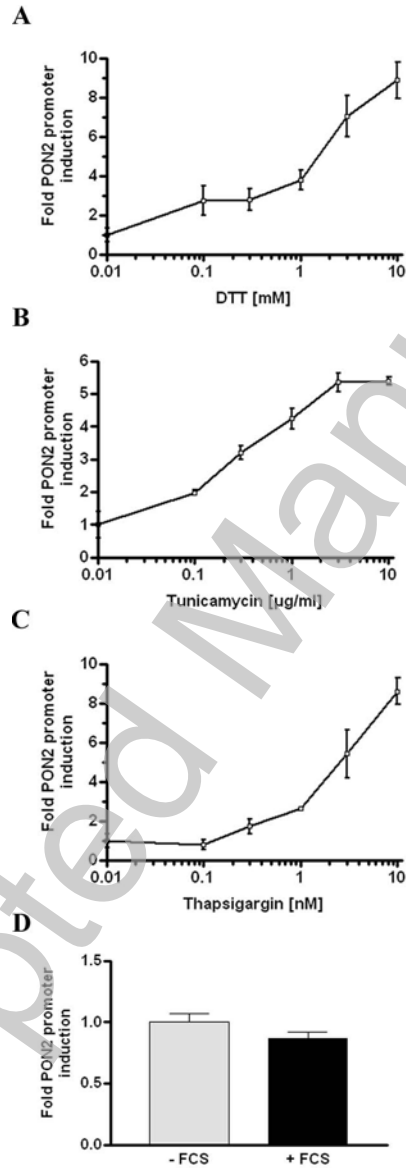 A
Fold PON2 promoter
induction
10
8
6
4
2
0
0.01 0.1 1 10
DTT [mM]
B
Fold PON2 promoter
induction
6
5
4
3
2
1
0
0.01 0.1 1 10
Tunicamycin [µg/ml]
C
Fold PON2 promoter
induction
10
8
6
4
2
0
0.01 0.1 1 10
Thapsigargin [nM]
D
Fold PON2 promoter
induction
1.5
1.0
0.5
0.0
- FCS + FCS
pted Man